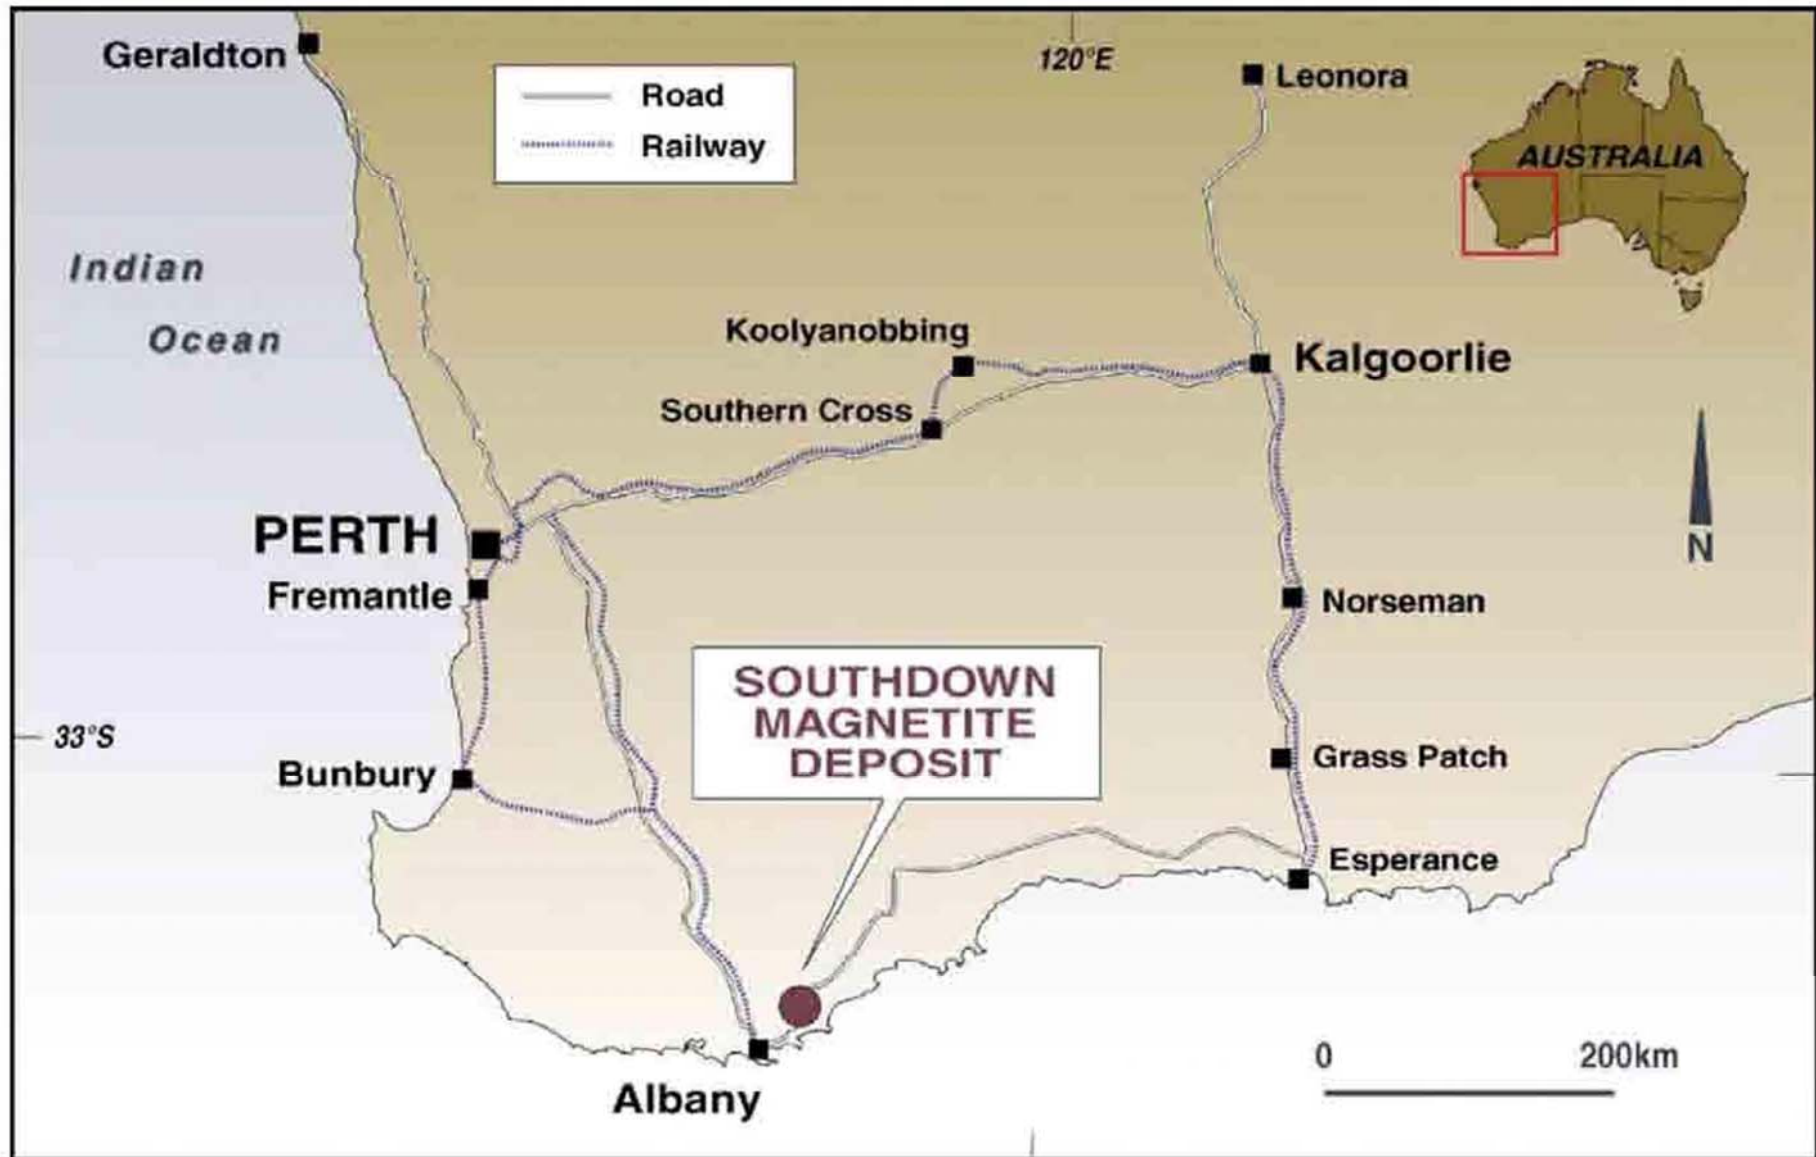 Geraldton
120°E
Leonora
Road
Railway
AUSTRALIA
Indian
Ocean
Koolyanobbing
Kalgoorlie
Southern Cross
PERTH
N
Fremantle
Norseman
SOUTHDOWN
MAGNETITE
DEPOSIT
33°S
Bunbury
Grass Patch
Esperance
0
200km
Albany